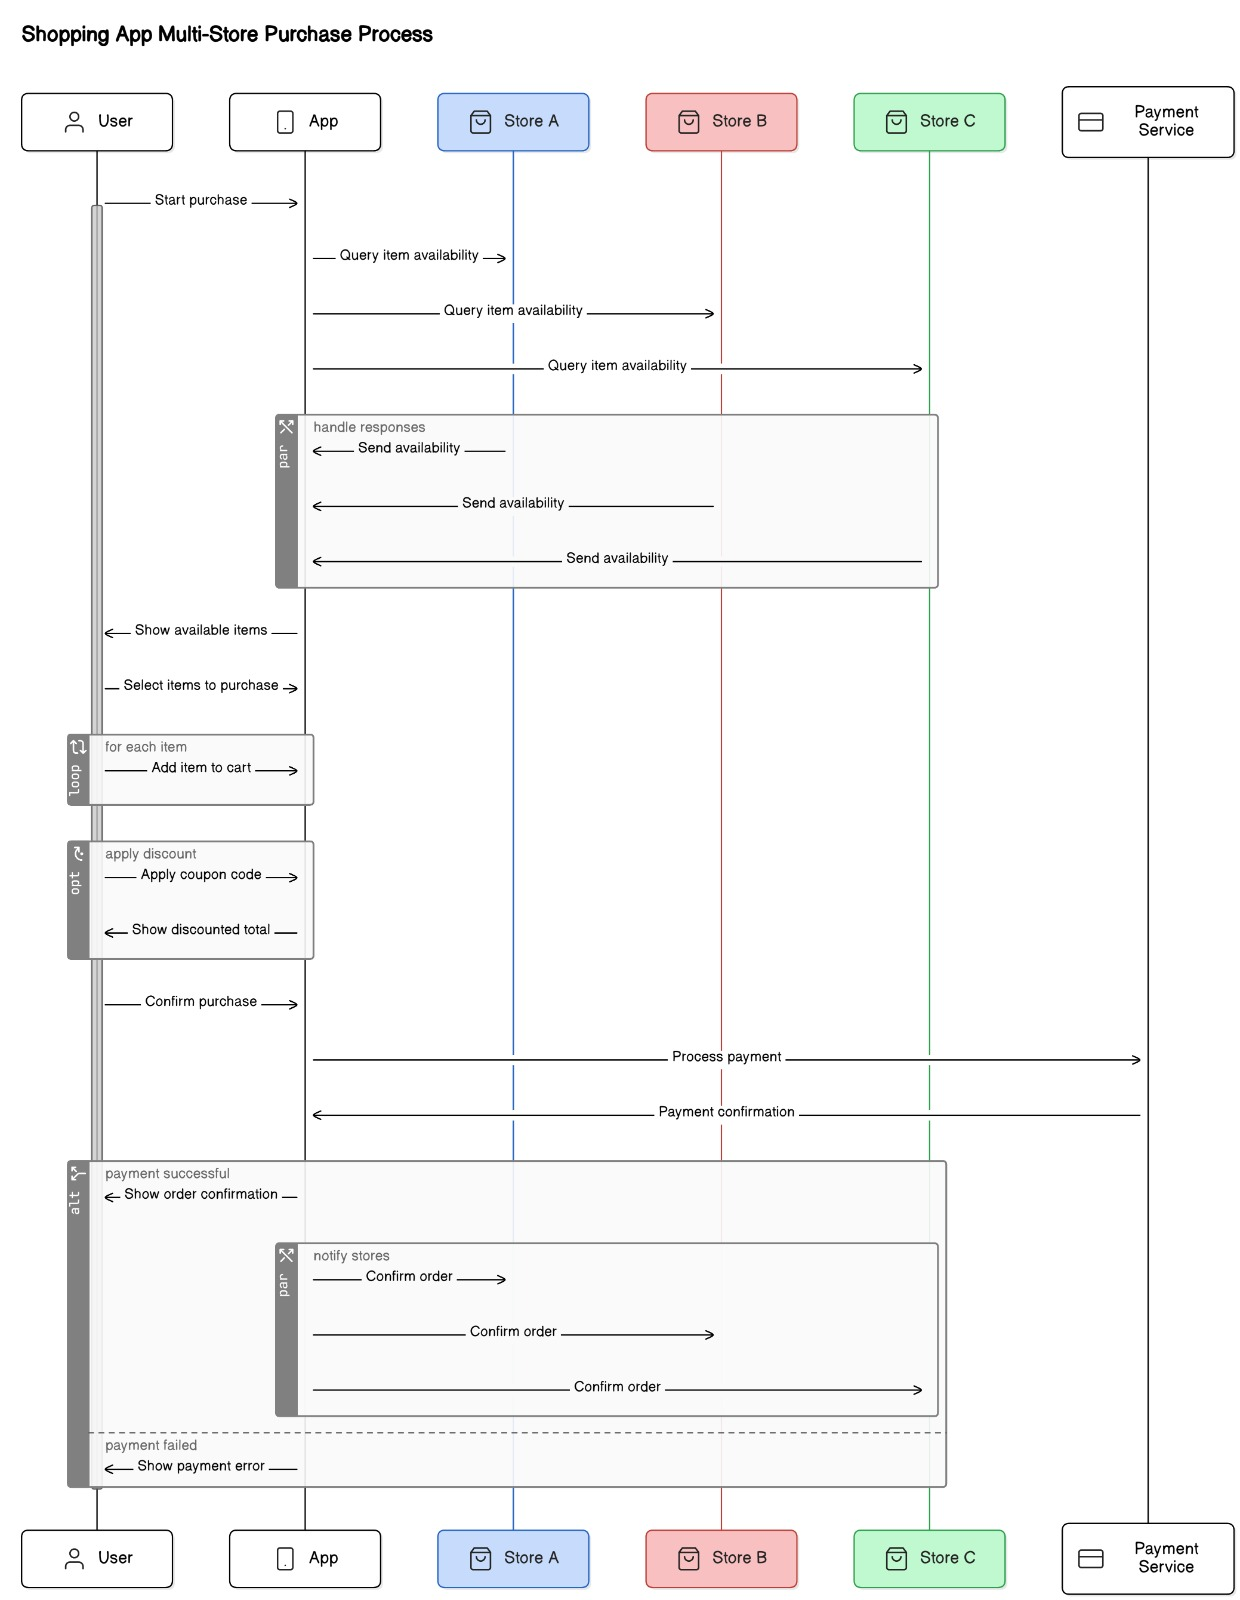 Shopping App Multi-Store Purchase Process
User
App
Store A
Store B
Store C
Payment
Service
Start purchase
Query item availability
Query item availability
Query item availability
par
handle responses
Send availability
Send availability
Send availability
Show available items
Select items to purchase
loop
for each item
Add item to cart
opt
apply discount
Apply coupon code
Show discounted total
Confirm purchase
Process payment
Payment confirmation
alt
payment successful
Show order confirmation
par
notify stores
Confirm order
Confirm order
Confirm order
payment failed
Show payment error
User
App
Store A
Store B
Store C
Payment
Service